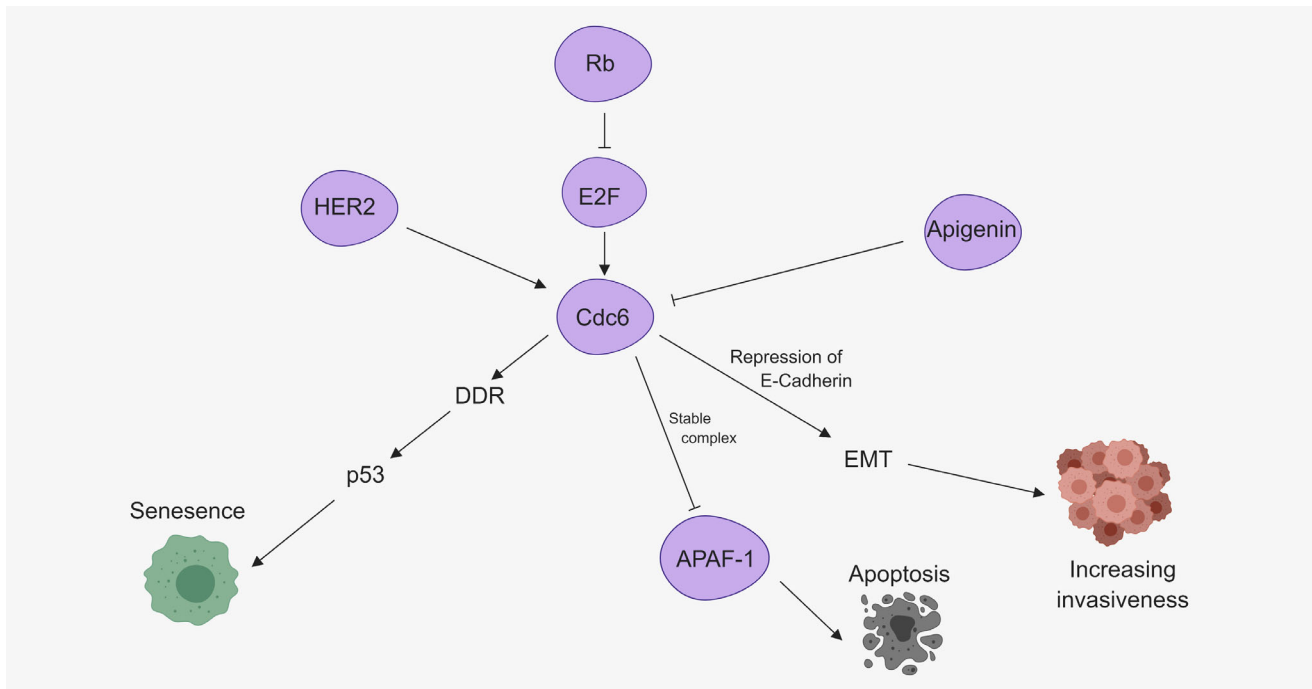 Rb
HER2
E2F
Apigenin
Cdc6
Repression of
E-Cadherin
DDR
Stable
complex
p53
EMT
Senesence
APAF-1
Apoptosis
Increasing
invasiveness